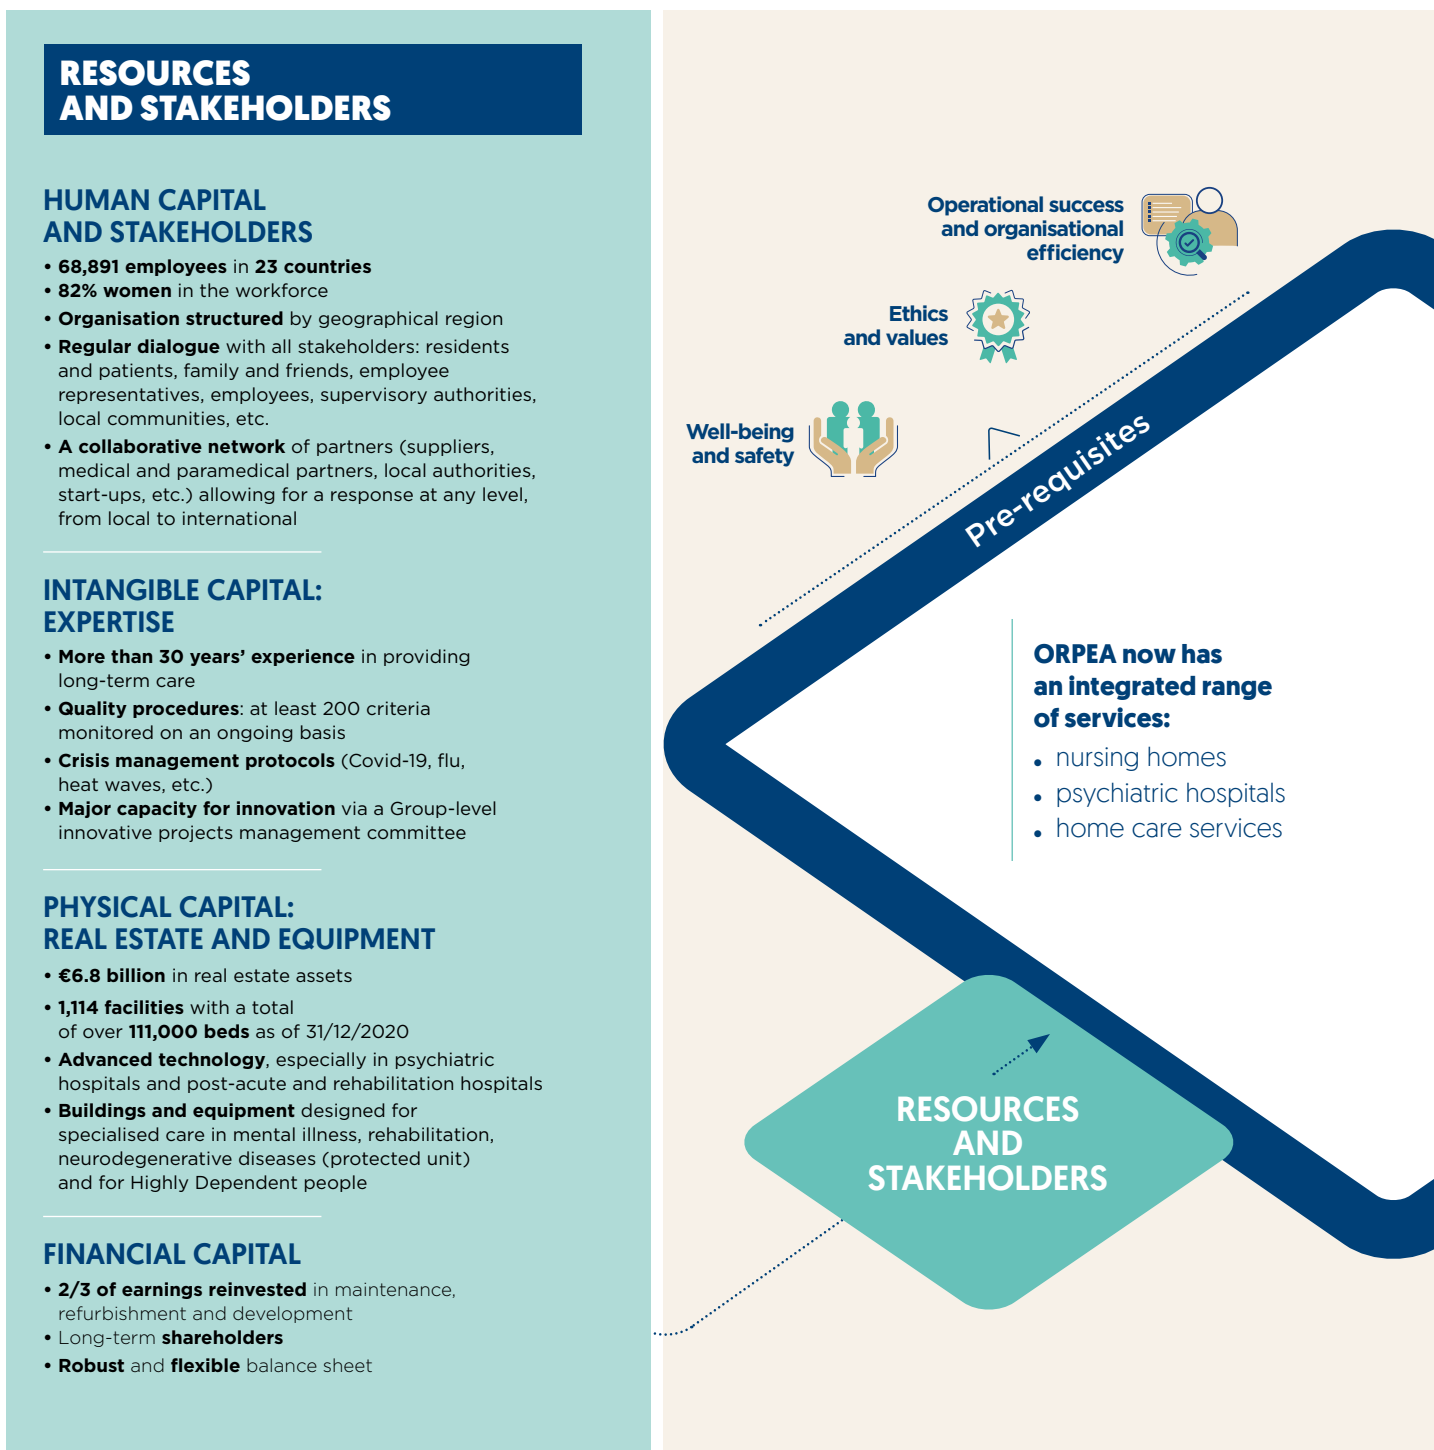 RESOURCES
AND STAKEHOLDERS
HUMAN CAPITAL
AND STAKEHOLDERS
• 68,891 employees in 23 countries
• 82% women in the workforce
• Organisation structured by geographical region
• Regular dialogue with all stakeholders: residents
and patients, family and friends, employee
representatives, employees, supervisory authorities,
local communities, etc.
• A collaborative network of partners (suppliers,
medical and paramedical partners, local authorities,
start-ups, etc.) allowing for a response at any level,
from local to international
INTANGIBLE CAPITAL:
EXPERTISE
• More than 30 years’ experience in providing
long-term care
• Quality procedures: at least 200 criteria
monitored on an ongoing basis
• Crisis management protocols (Covid-19, flu,
heat waves, etc.)
• Major capacity for innovation via a Group-level
innovative projects management committee
PHYSICAL CAPITAL:
REAL ESTATE AND EQUIPMENT
• €6.8 billion in real estate assets
• 1,114 facilities with a total
of over 111,000 beds as of 31/12/2020
• Advanced technology, especially in psychiatric
hospitals and post-acute and rehabilitation hospitals
• Buildings and equipment designed for
specialised care in mental illness, rehabilitation,
neurodegenerative diseases (protected unit)
and for Highly Dependent people
FINANCIAL CAPITAL
• 2/3 of earnings reinvested in maintenance,
refurbishment and development
• Long-term shareholders
• Robust and flexible balance sheet
Operational success
and organisational
efficiency
Ethics
and values
Well-being
and safety
Pre-requisites
ORPEA now has
an integrated range
of services:
• nursing homes
• psychiatric hospitals
• home care services
RESOURCES
AND
STAKEHOLDERS